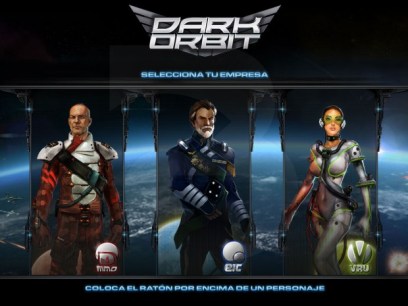 DARK
ORBIT
SELECCIONA TU EMPRESA
mmo
eic
VRU
COLOCA EL RATÓN POR ENCIMA DE UN PERSONAJE